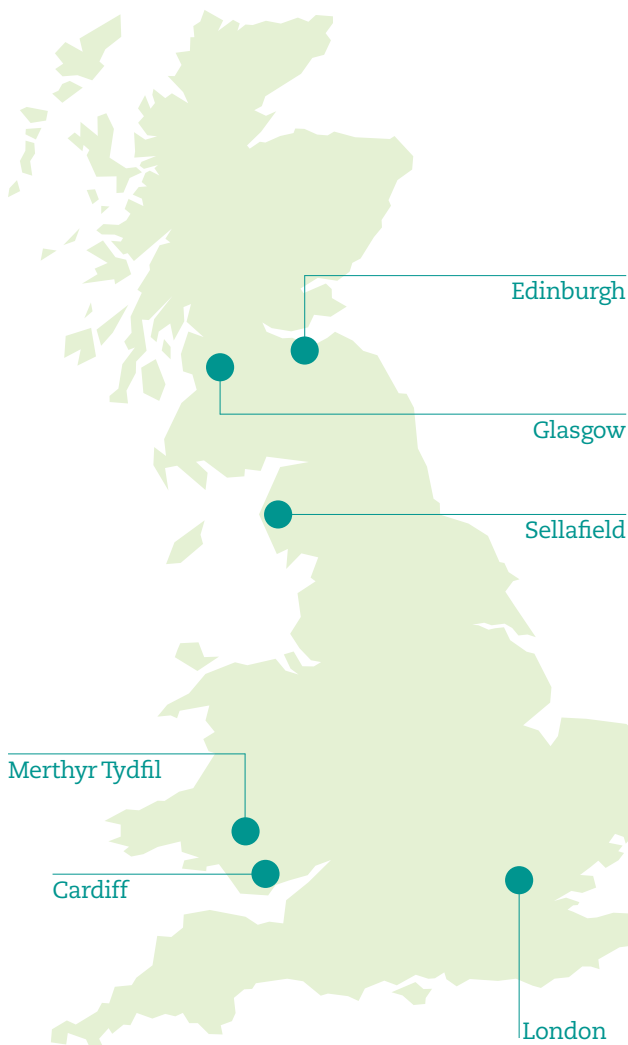 Edinburgh
Glasgow
Sellafield
Merthyr Tydfil
Cardiff
London